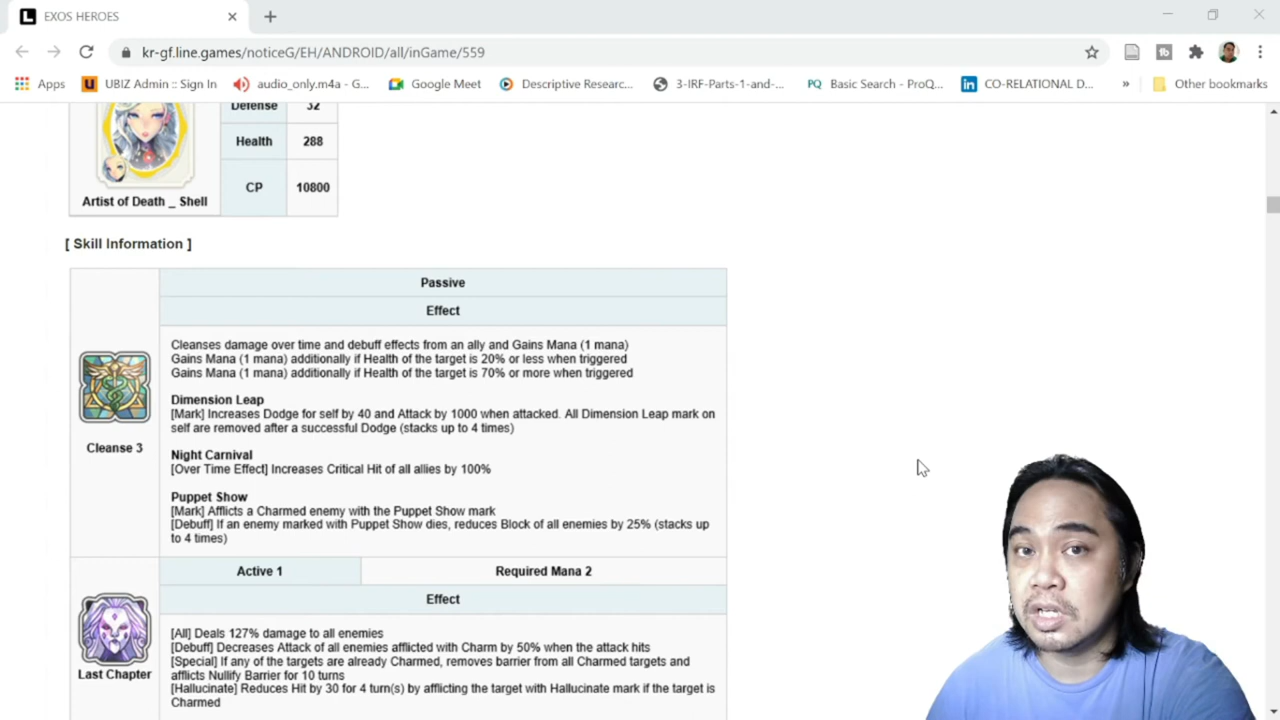 EXOS HEROES
kr-gf.line.games/noticeG/EH/ANDROID/all/inGame/559
Apps
UBIZ Admin :: Sign In
audio_only.m4a - G...
Google Meet
Descriptive Researc...
3-IRF-Parts-1-and-...
PQ
Basic Search - ProQ...
in
CO-RELATIONAL D...
»
Other bookmarks
Defense 32
Health 288
CP 10800
Artist of Death _ Shell
[ Skill Information ]
Passive
Effect
Cleanses damage over time and debuff effects from an ally and Gains Mana (1 mana)
Gains Mana (1 mana) additionally if Health of the target is 20% or less when triggered
Gains Mana (1 mana) additionally if Health of the target is 70% or more when triggered
Dimension Leap
[Mark] Increases Dodge for self by 40 and Attack by 1000 when attacked. All Dimension Leap mark on
self are removed after a successful Dodge (stacks up to 4 times)
Cleanse 3
Night Carnival
[Over Time Effect] Increases Critical Hit of all allies by 100%
Puppet Show
[Mark] Afflicts a Charmed enemy with the Puppet Show mark
[Debuff] If an enemy marked with Puppet Show dies, reduces Block of all enemies by 25% (stacks up
to 4 times)
Active 1 Required Mana 2
Effect
[All] Deals 127% damage to all enemies
[Debuff] Decreases Attack of all enemies afflicted with Charm by 50% when the attack hits
[Special] If any of the targets are already Charmed, removes barrier from all Charmed targets and
afflicts Nullify Barrier for 10 turns
Last Chapter
[Hallucinate] Reduces Hit by 30 for 4 turn(s) by afflicting the target with Hallucinate mark if the target is
Charmed